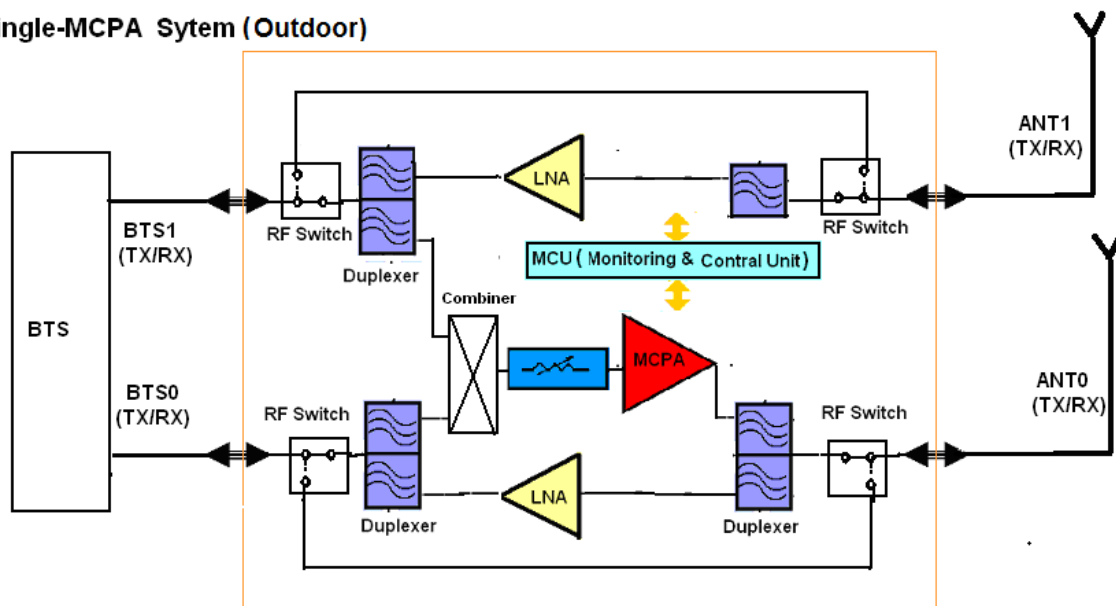 ingle-MCPA Sytem (Outdoor)
ANT1
(TX/RX)
LNA
RF Switch
BTS1
(TX/RX)
RF Switch
Duplexer
MCU ( Monitoring & Contral Unit)
Combiner
BTS
MCPA
BTS0
(TX/RX)
RF Switch
ANT0
(TX/RX)
RF Switch
LNA
Duplexer
Duplexer